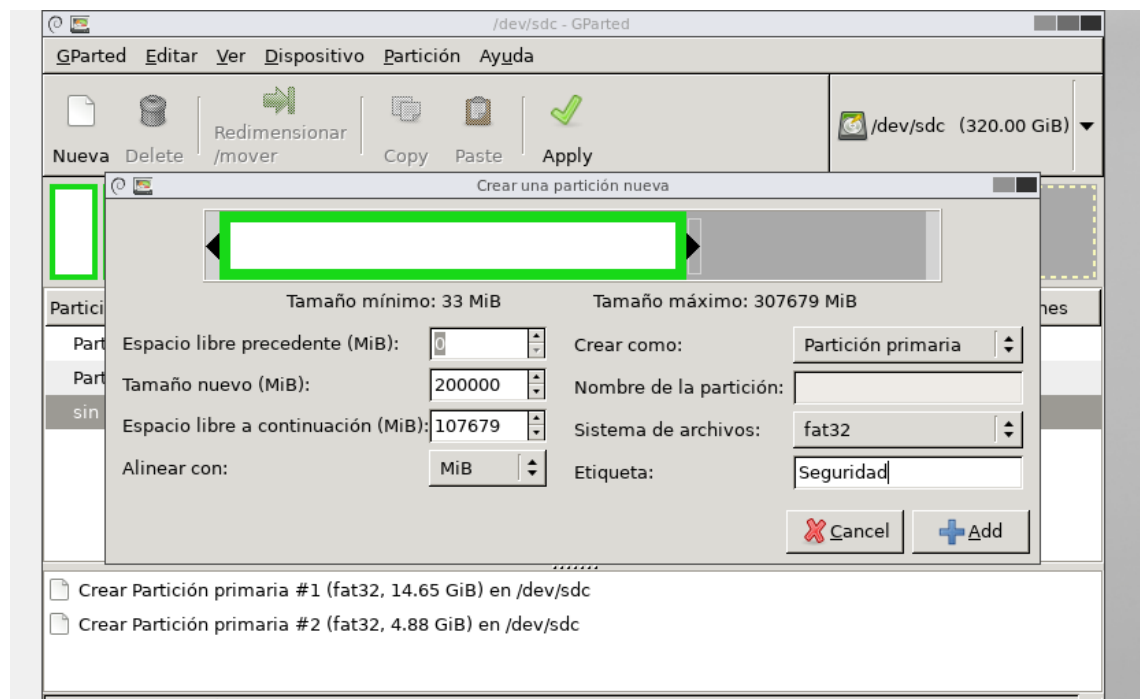 /dev/sdc - GParted
GParted Editar Ver Dispositivo Partición Ayuda
Nueva Delete Redimensionar /mover Copy Paste Apply /dev/sdc (320.00 GiB)
Crear una partición nueva
Tamaño mínimo: 33 MiB Tamaño máximo: 307679 MiB
Partici nes
Part Espacio libre precedente (MiB): 0 Crear como: Partición primaria
Part Tamaño nuevo (MiB): 200000 Nombre de la partición:
sin Espacio libre a continuación (MiB): 107679 Sistema de archivos: fat32
Alinear con: MiB Etiqueta: Seguridad
Cancel Add
Crear Partición primaria #1 (fat32, 14.65 GiB) en /dev/sdc
Crear Partición primaria #2 (fat32, 4.88 GiB) en /dev/sdc